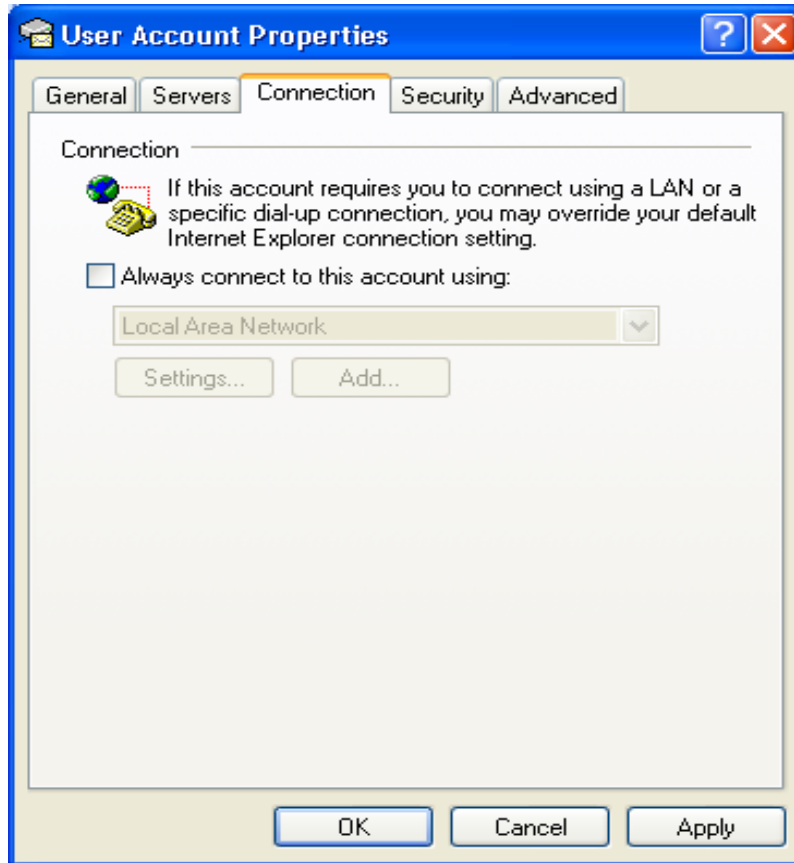 User Account Properties
General Servers Connection Security Advanced
Connection
If this account requires you to connect using a LAN or a
specific dial-up connection, you may override your default
Internet Explorer connection setting.
Always connect to this account using:
Local Area Network
Settings... Add...
OK Cancel Apply